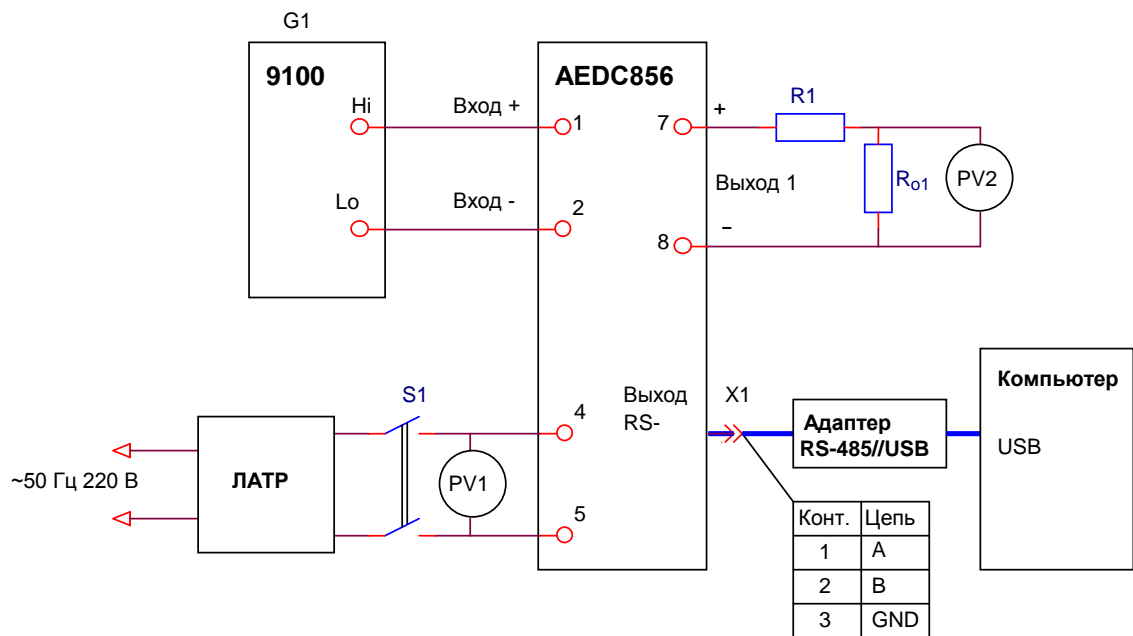 G1
9100
AEDC856
Hi
Вход +
1
7
+
R1
Lo
Вход -
2
Выход 1
Ro1
PV2
8
−
Выход
RS-
X1
Компьютер
S1
4
Адаптер
RS-485//USB
USB
~50 Гц 220 В
ЛАТР
PV1
5
Конт. Цепь
1 A
2 B
3 GND